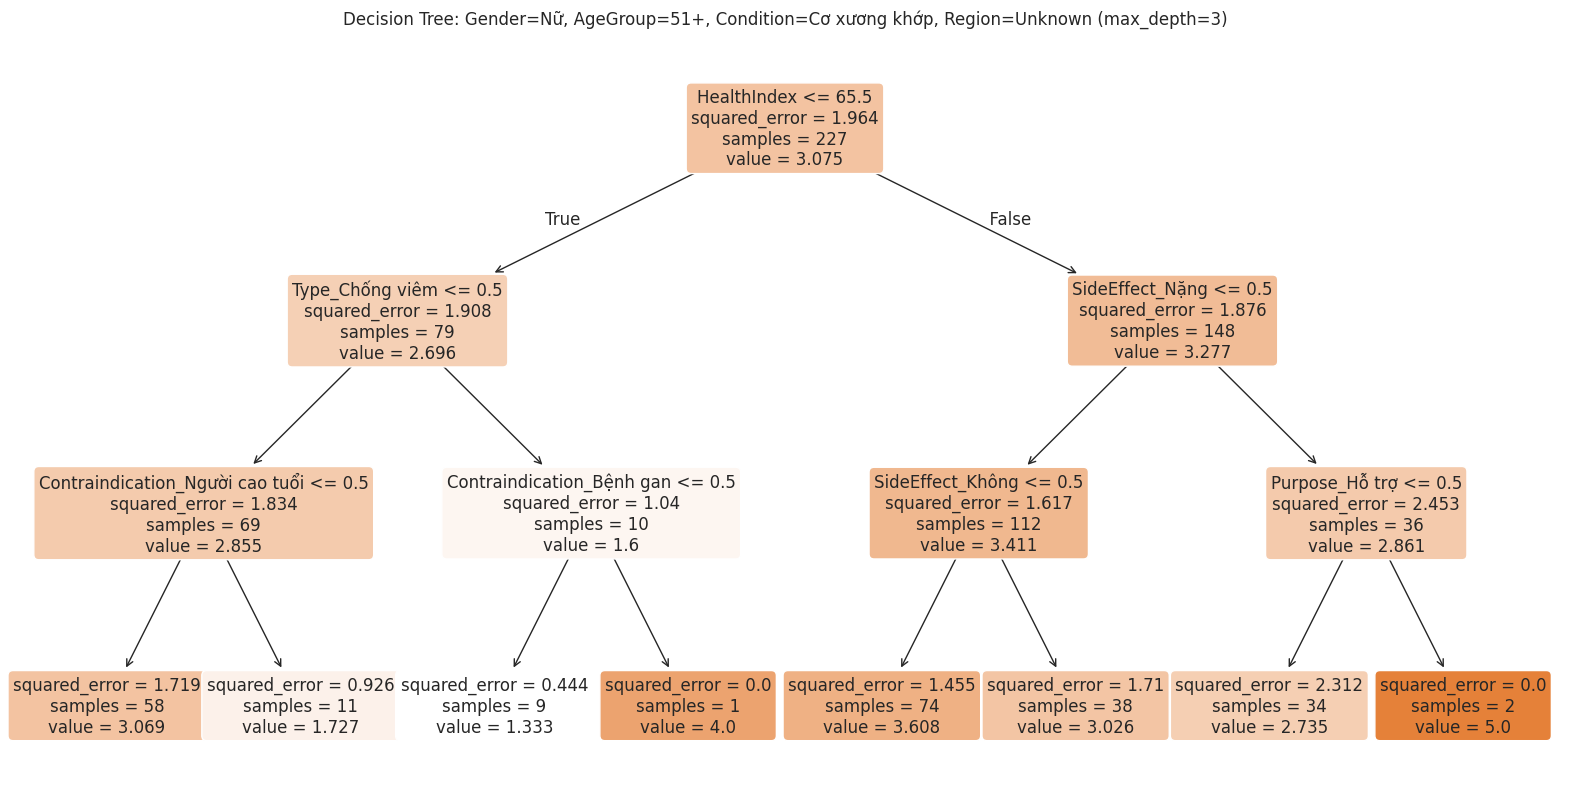 Decision Tree: Gender=Nữ, AgeGroup=51+, Condition=Cơ xương khớp, Region=Unknown (max_depth=3)
HealthIndex <= 65.5
squared_error = 1.964
samples = 227
value = 3.075
True
False
Type_Chống viêm <= 0.5
squared_error = 1.908
samples = 79
value = 2.696
SideEffect_Nặng <= 0.5
squared_error = 1.876
samples = 148
value = 3.277
Contraindication_Người cao tuổi <= 0.5
squared_error = 1.834
samples = 69
value = 2.855
Contraindication_Bệnh gan <= 0.5
squared_error = 1.04
samples = 10
value = 1.6
SideEffect_Không <= 0.5
squared_error = 1.617
samples = 112
value = 3.411
Purpose_Hỗ trợ <= 0.5
squared_error = 2.453
samples = 36
value = 2.861
squared_error = 1.719
samples = 58
value = 3.069
squared_error = 0.926
samples = 11
value = 1.727
squared_error = 0.444
samples = 9
value = 1.333
squared_error = 0.0
samples = 1
value = 4.0
squared_error = 1.455
samples = 74
value = 3.608
squared_error = 1.71
samples = 38
value = 3.026
squared_error = 2.312
samples = 34
value = 2.735
squared_error = 0.0
samples = 2
value = 5.0